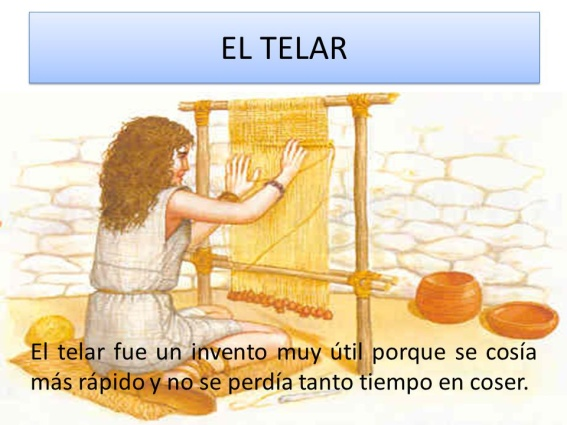 EL TELAR
El telar fue un invento muy útil porque se cosía
más rápido y no se perdía tanto tiempo en coser.